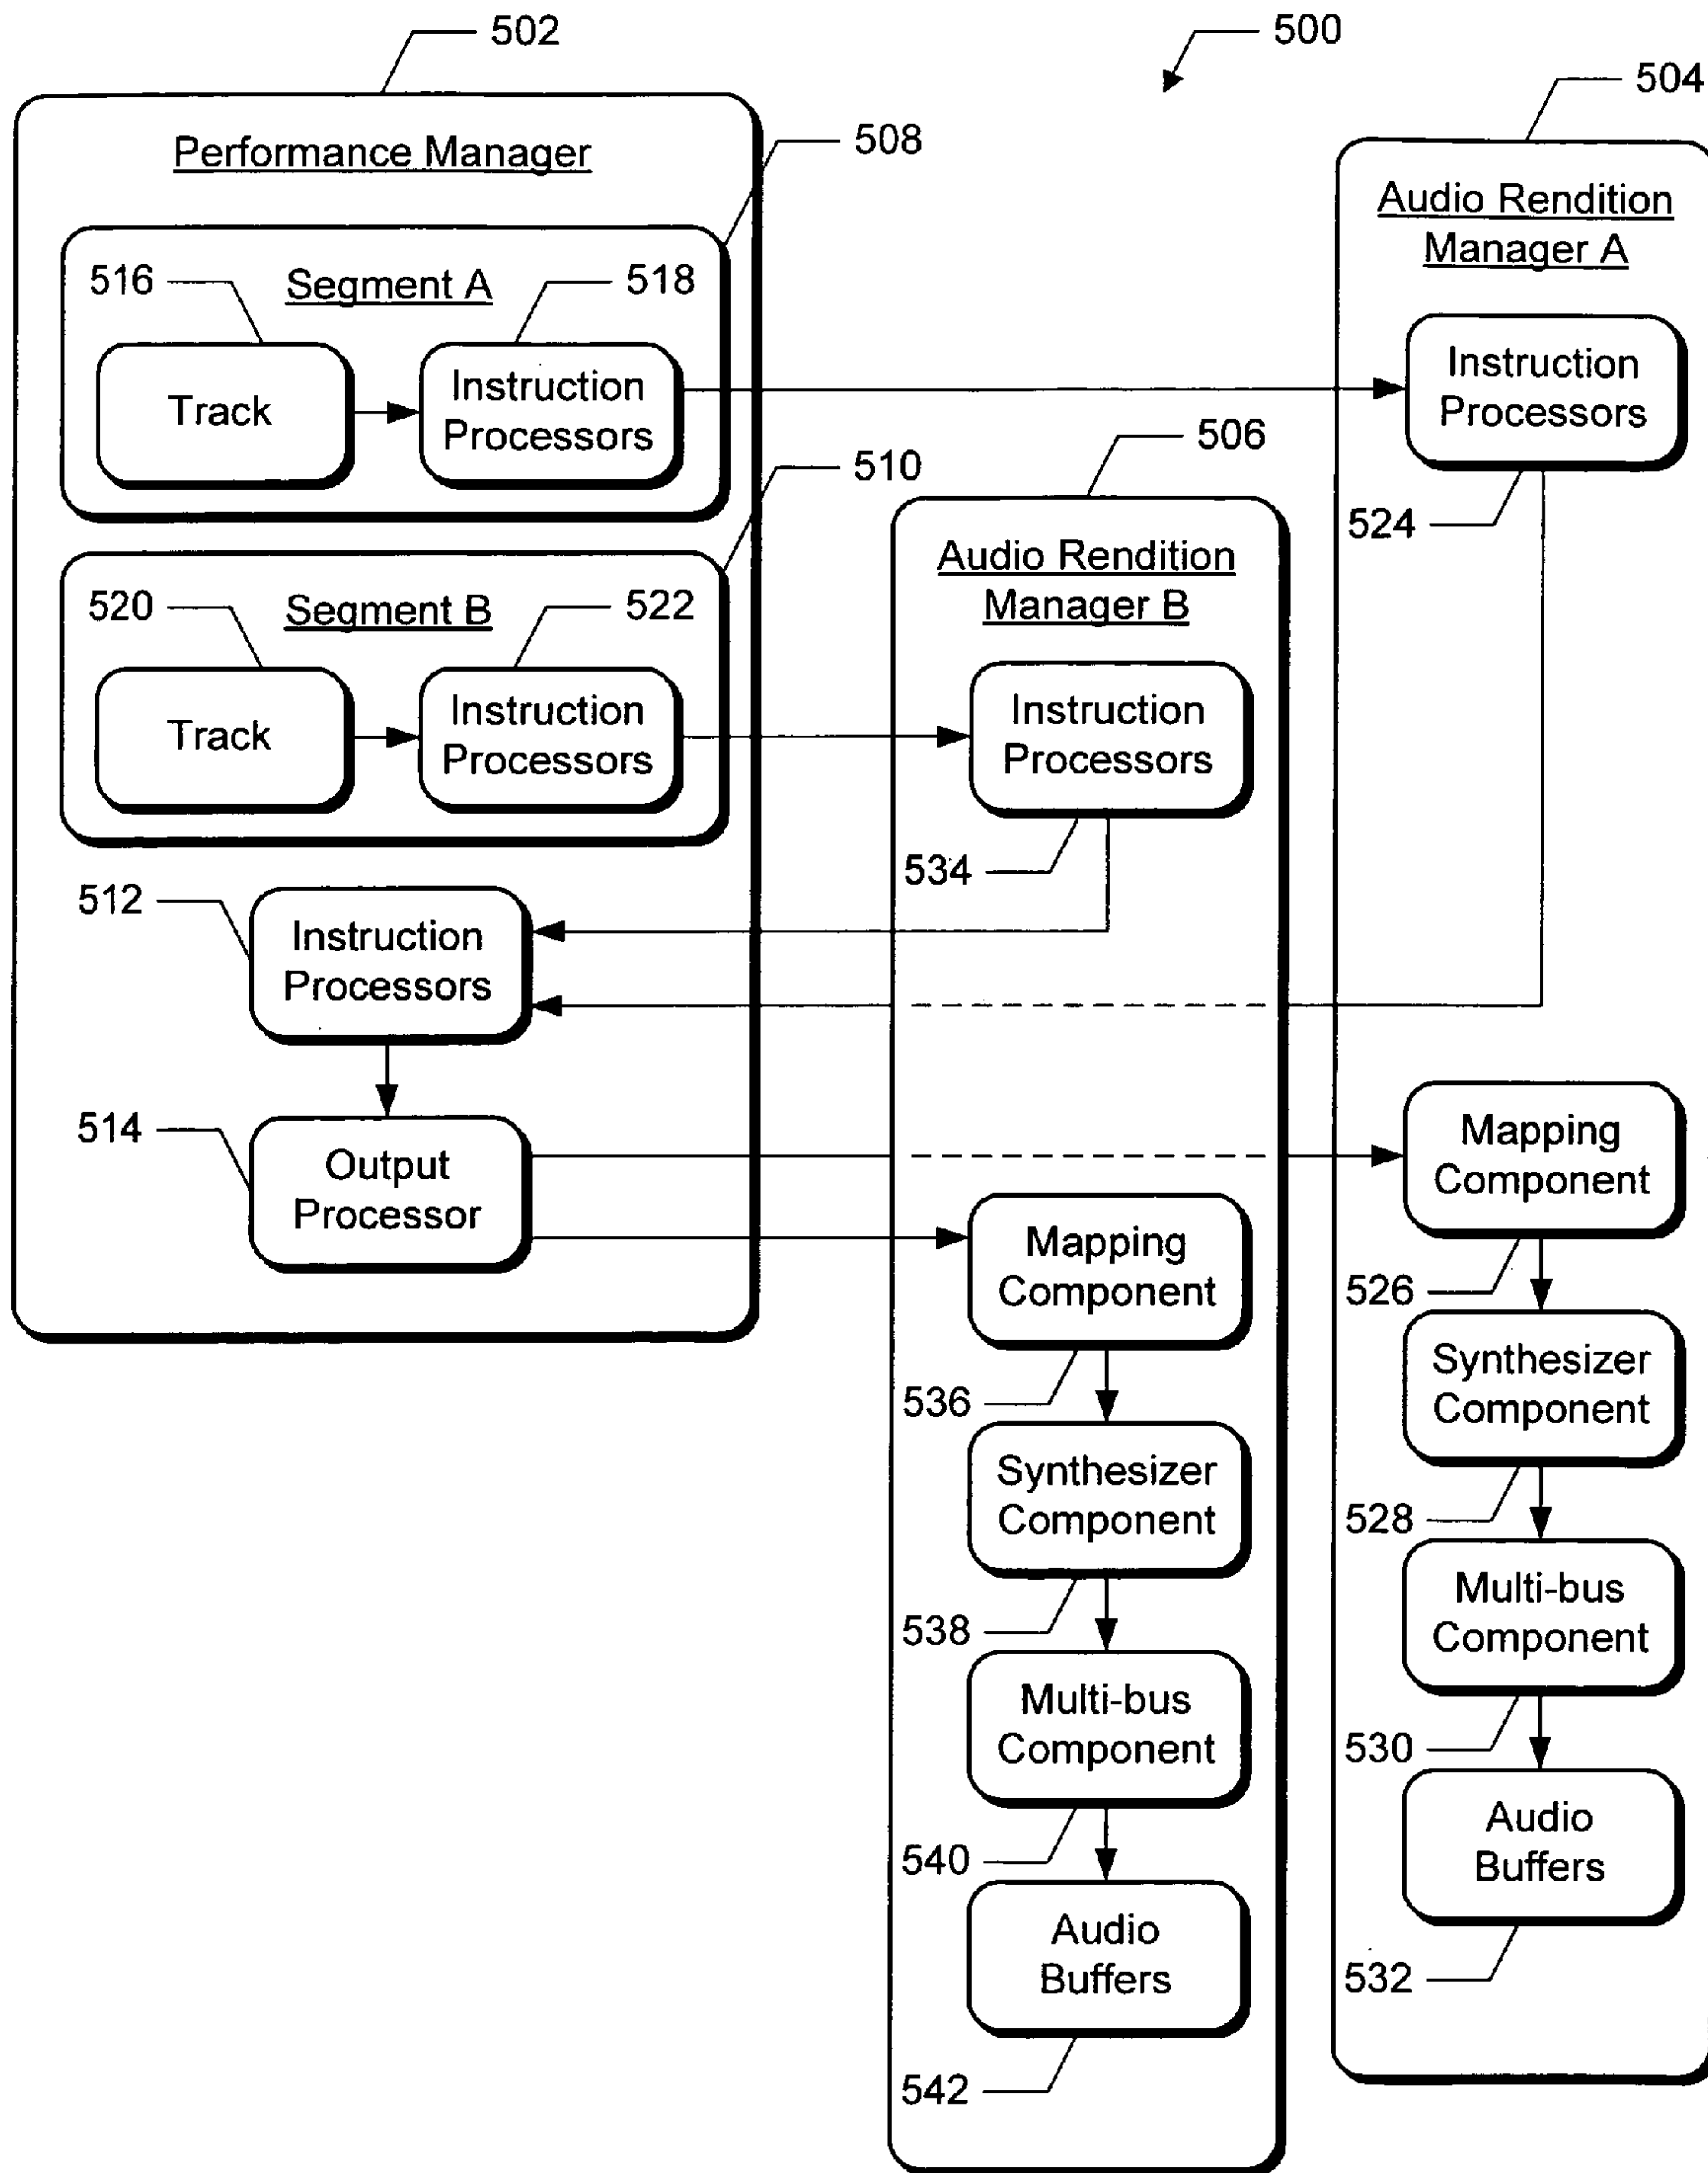 502
500
504
Performance Manager
508
Audio Rendition
Manager A
516
Segment A
518
Track
Instruction
Processors
Instruction
Processors
506
510
524
Audio Rendition
Manager B
520
Segment B
522
Track
Instruction
Processors
Instruction
Processors
534
512
Instruction
Processors
514
Output
Processor
Mapping
Component
526
Mapping
Component
536
Synthesizer
Component
528
Synthesizer
Component
538
Multi-bus
Component
530
Multi-bus
Component
540
Audio
Buffers
532
Audio
Buffers
542